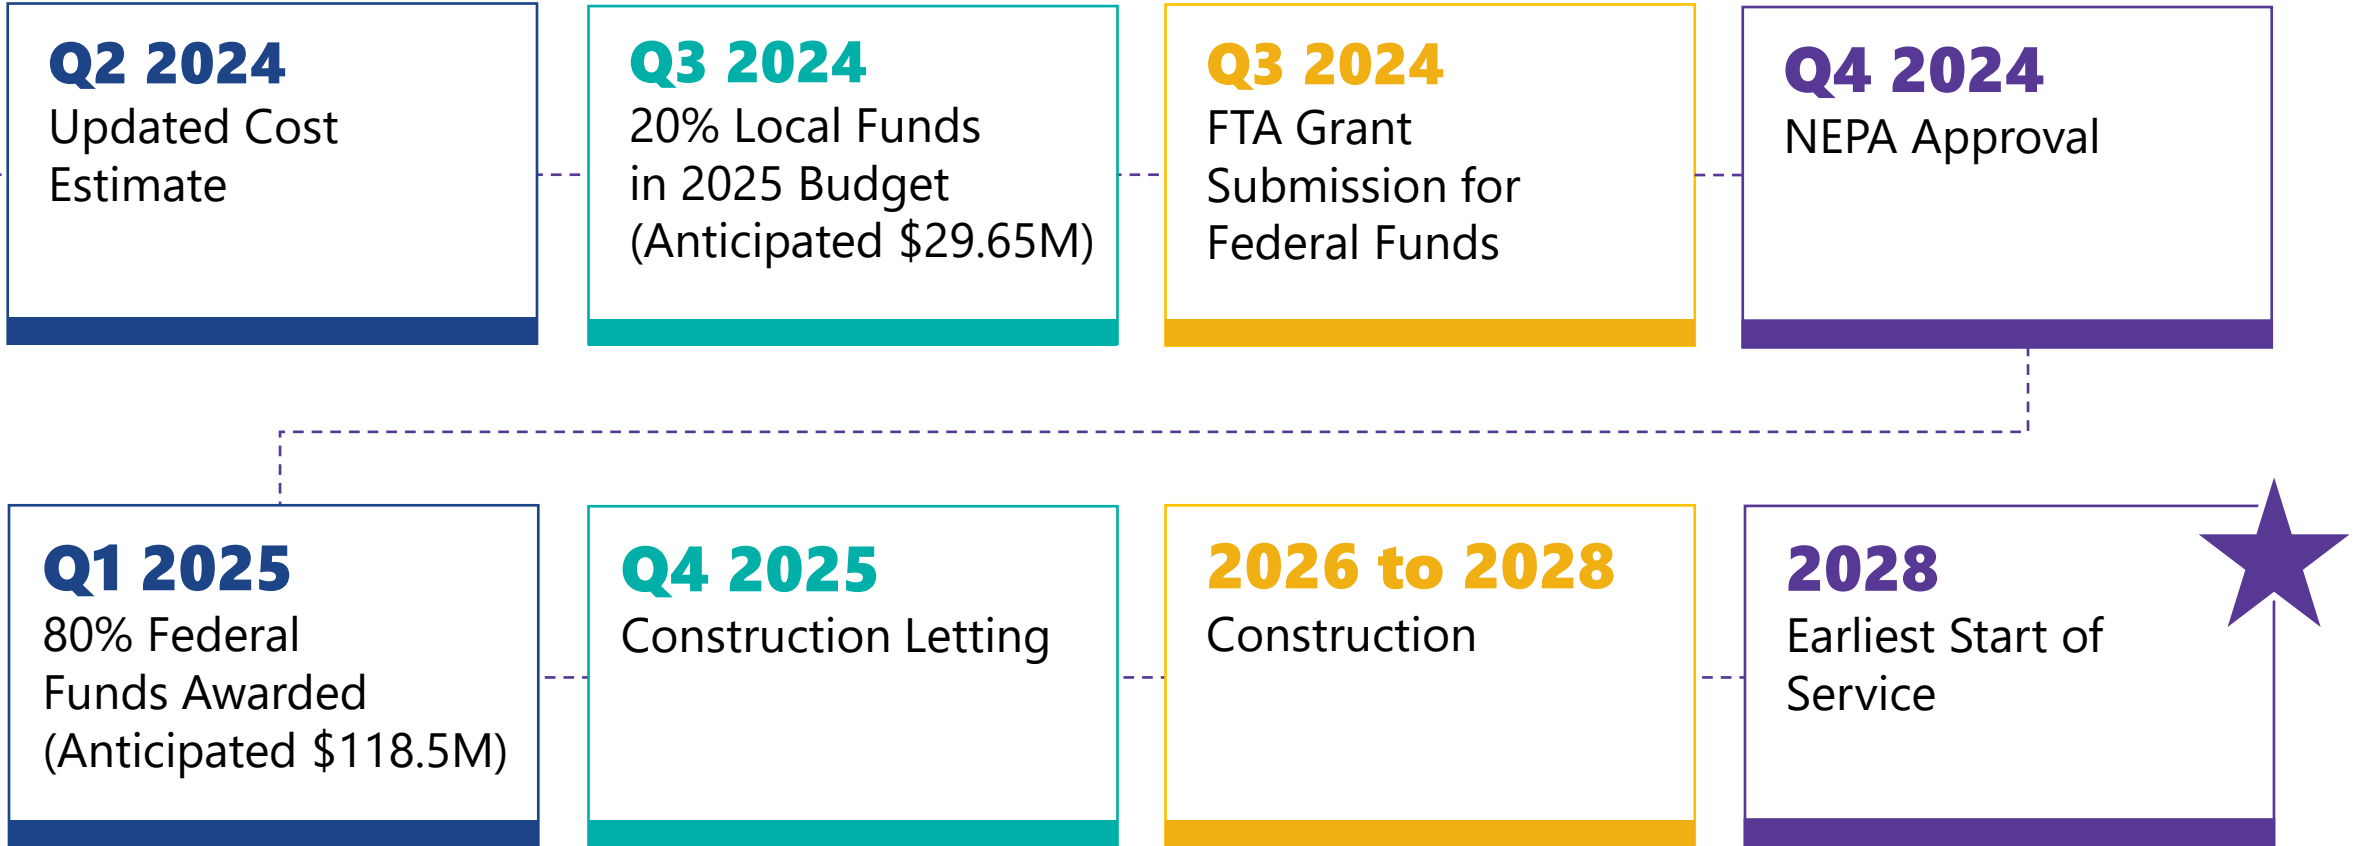 Q2 2024
Updated Cost
Estimate
Q3 2024
20% Local Funds
in 2025 Budget
(Anticipated $29.65M)
Q3 2024
FTA Grant
Submission for
Federal Funds
Q4 2024
NEPA Approval
Q1 2025
80% Federal
Funds Awarded
(Anticipated $118.5M)
Q4 2025
Construction Letting
2026 to 2028
Construction
2028
Earliest Start of
Service